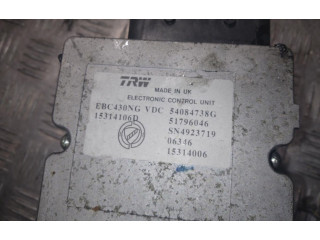 TRW
MADE IN UK
ELECTRONIC CONTROL UNIT
EBC430NG VDC 54084738G
15314106D 51796046
SN4923719
06346
15314006